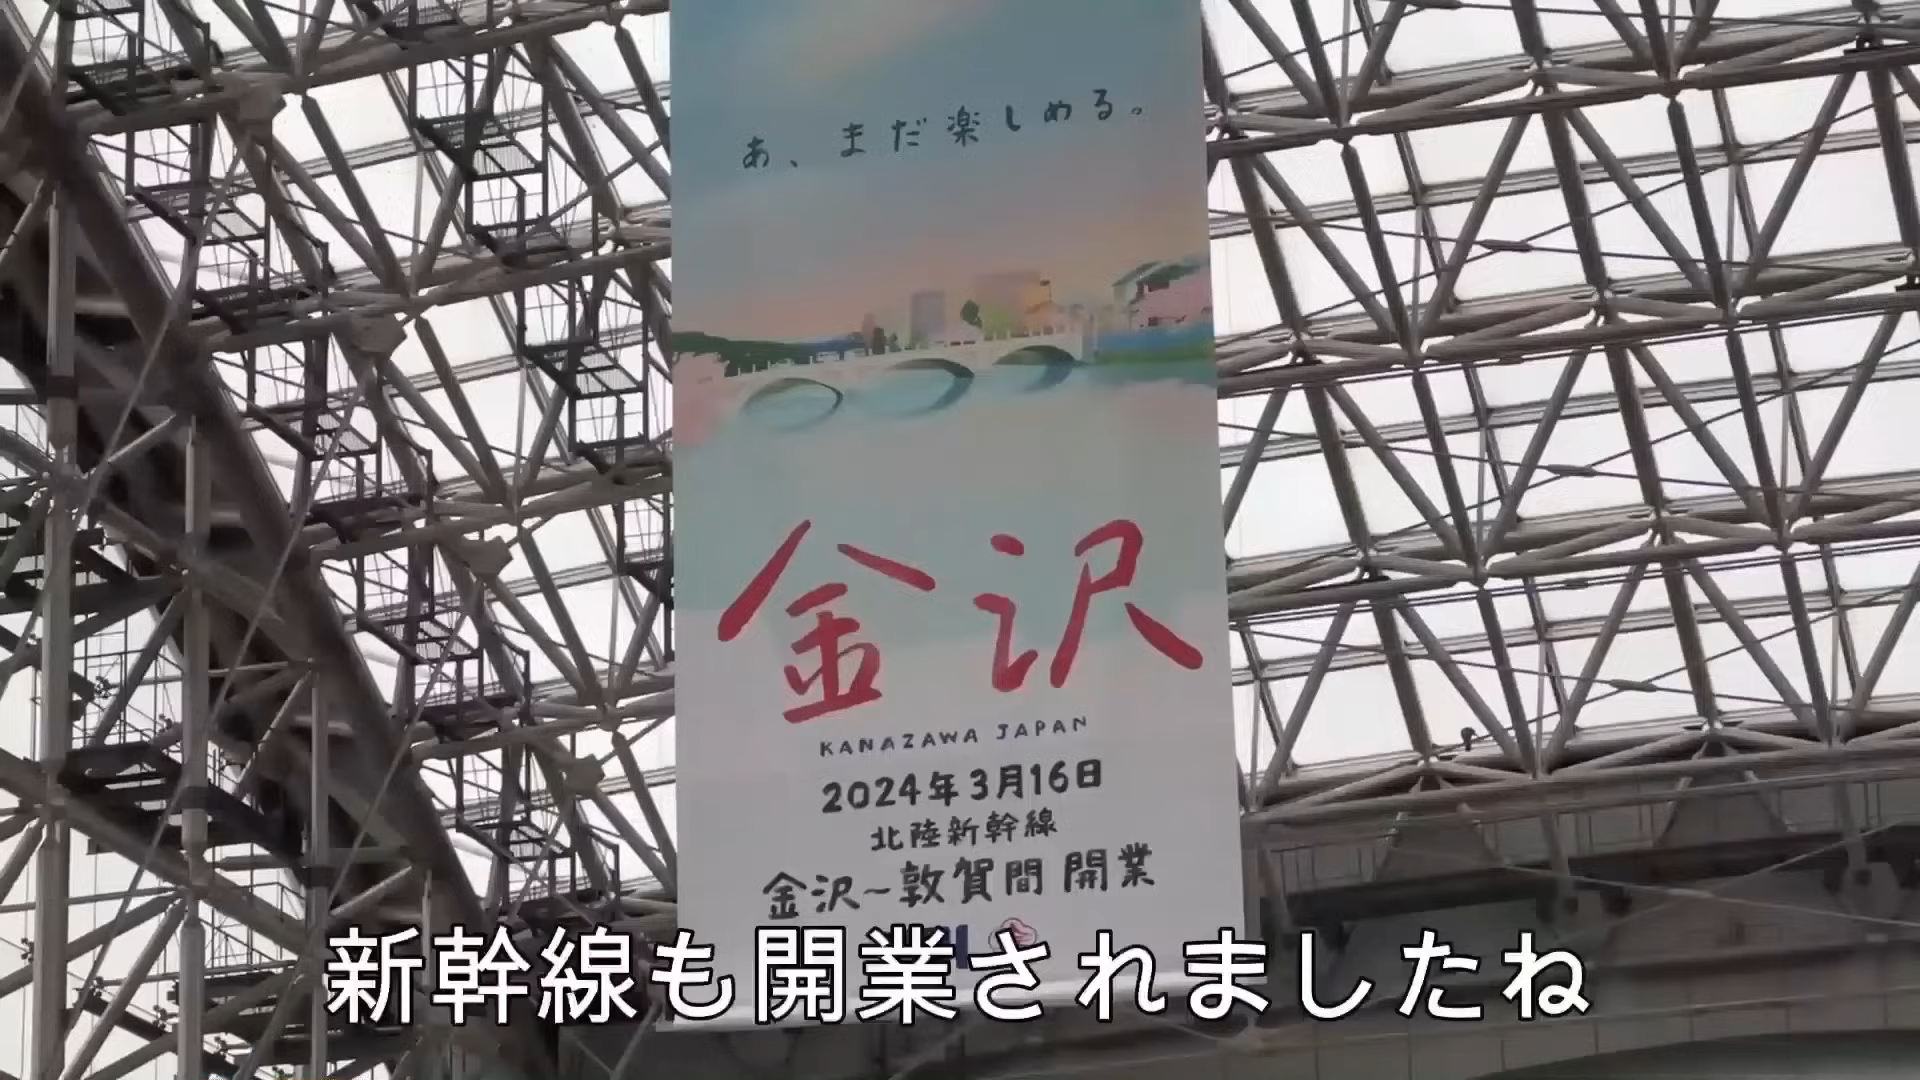 あ、まだ楽しめる。
金沢
KANAZAWA JAPAN
2024年3月16日
北陸新幹線
金沢~敦賀間 開業
新幹線も開業されましたね